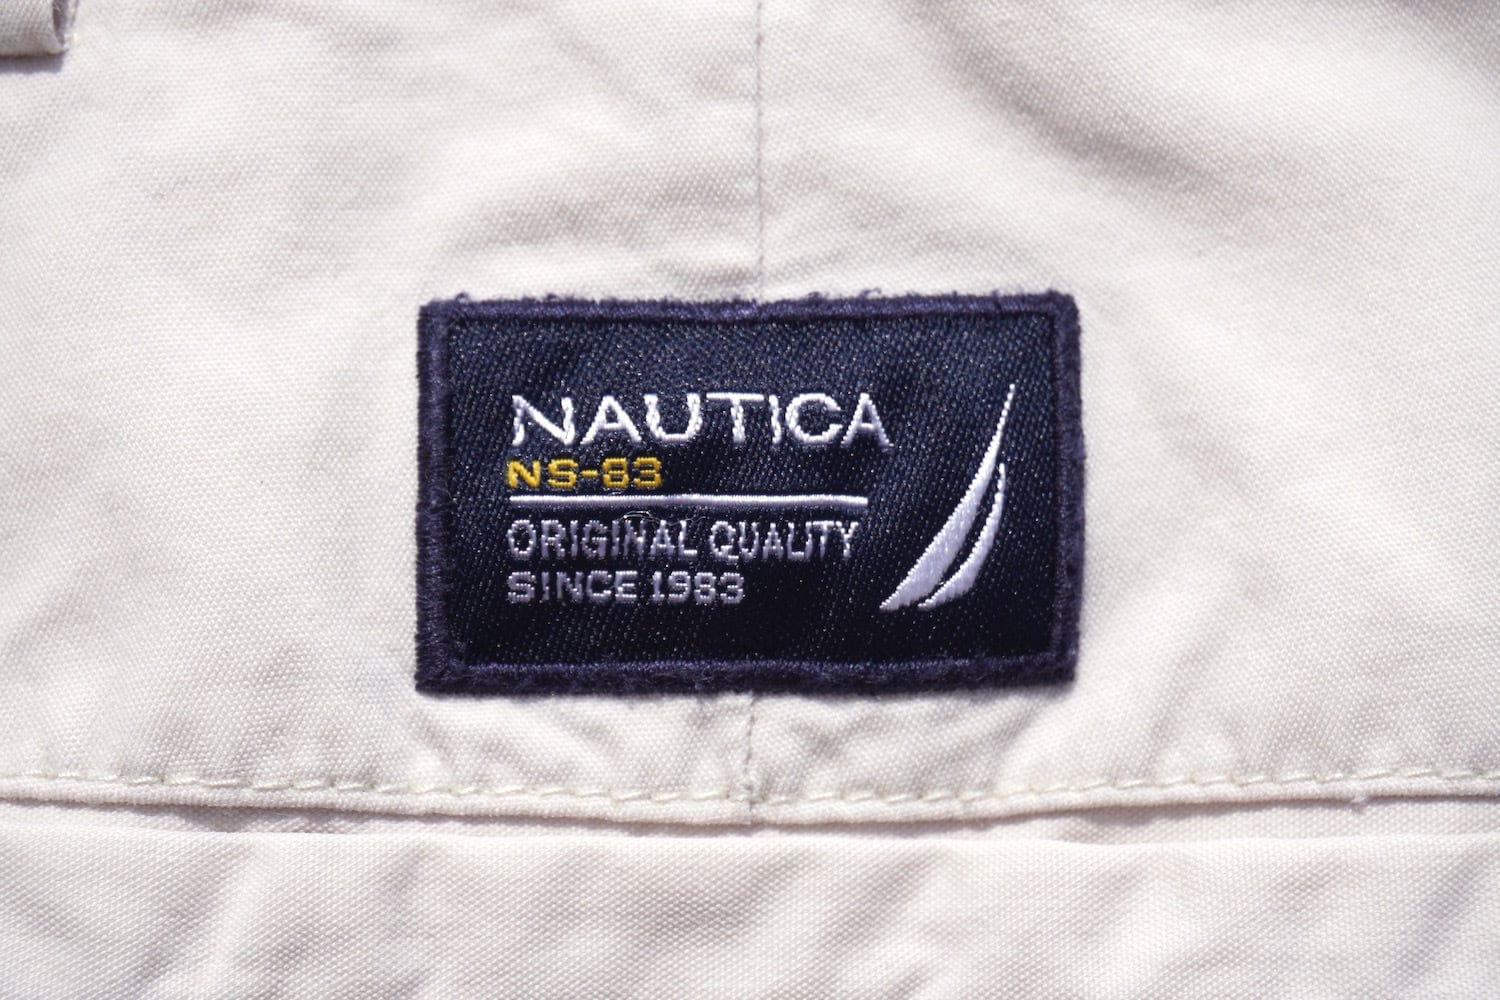 NAUTICA
NS-83
ORIGINAL QUALITY
SINCE 1983